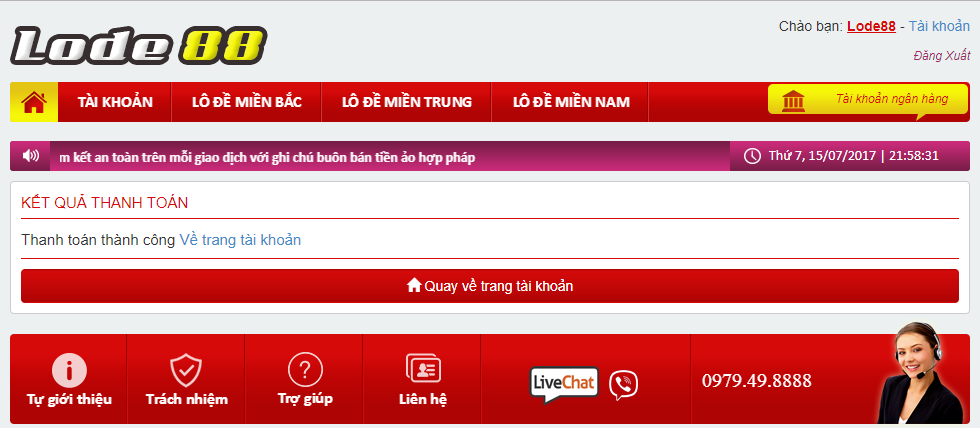 Lode 88
Chào bạn: Lode88 - Tài khoản
Đăng Xuất
TÀI KHOẢN LÔ ĐỀ MIỀN BẮC LÔ ĐỀ MIỀN TRUNG LÔ ĐỀ MIỀN NAM Tài khoản ngân hàng
m kết an toàn trên mỗi giao dịch với ghi chú buôn bán tiền ảo hợp pháp Thứ 7, 15/07/2017 | 21:58:31
KẾT QUẢ THANH TOÁN
Thanh toán thành công Về trang tài khoản
Quay về trang tài khoản
LiveChat 0979.49.8888
Tự giới thiệu Trách nhiệm Trợ giúp Liên hệ